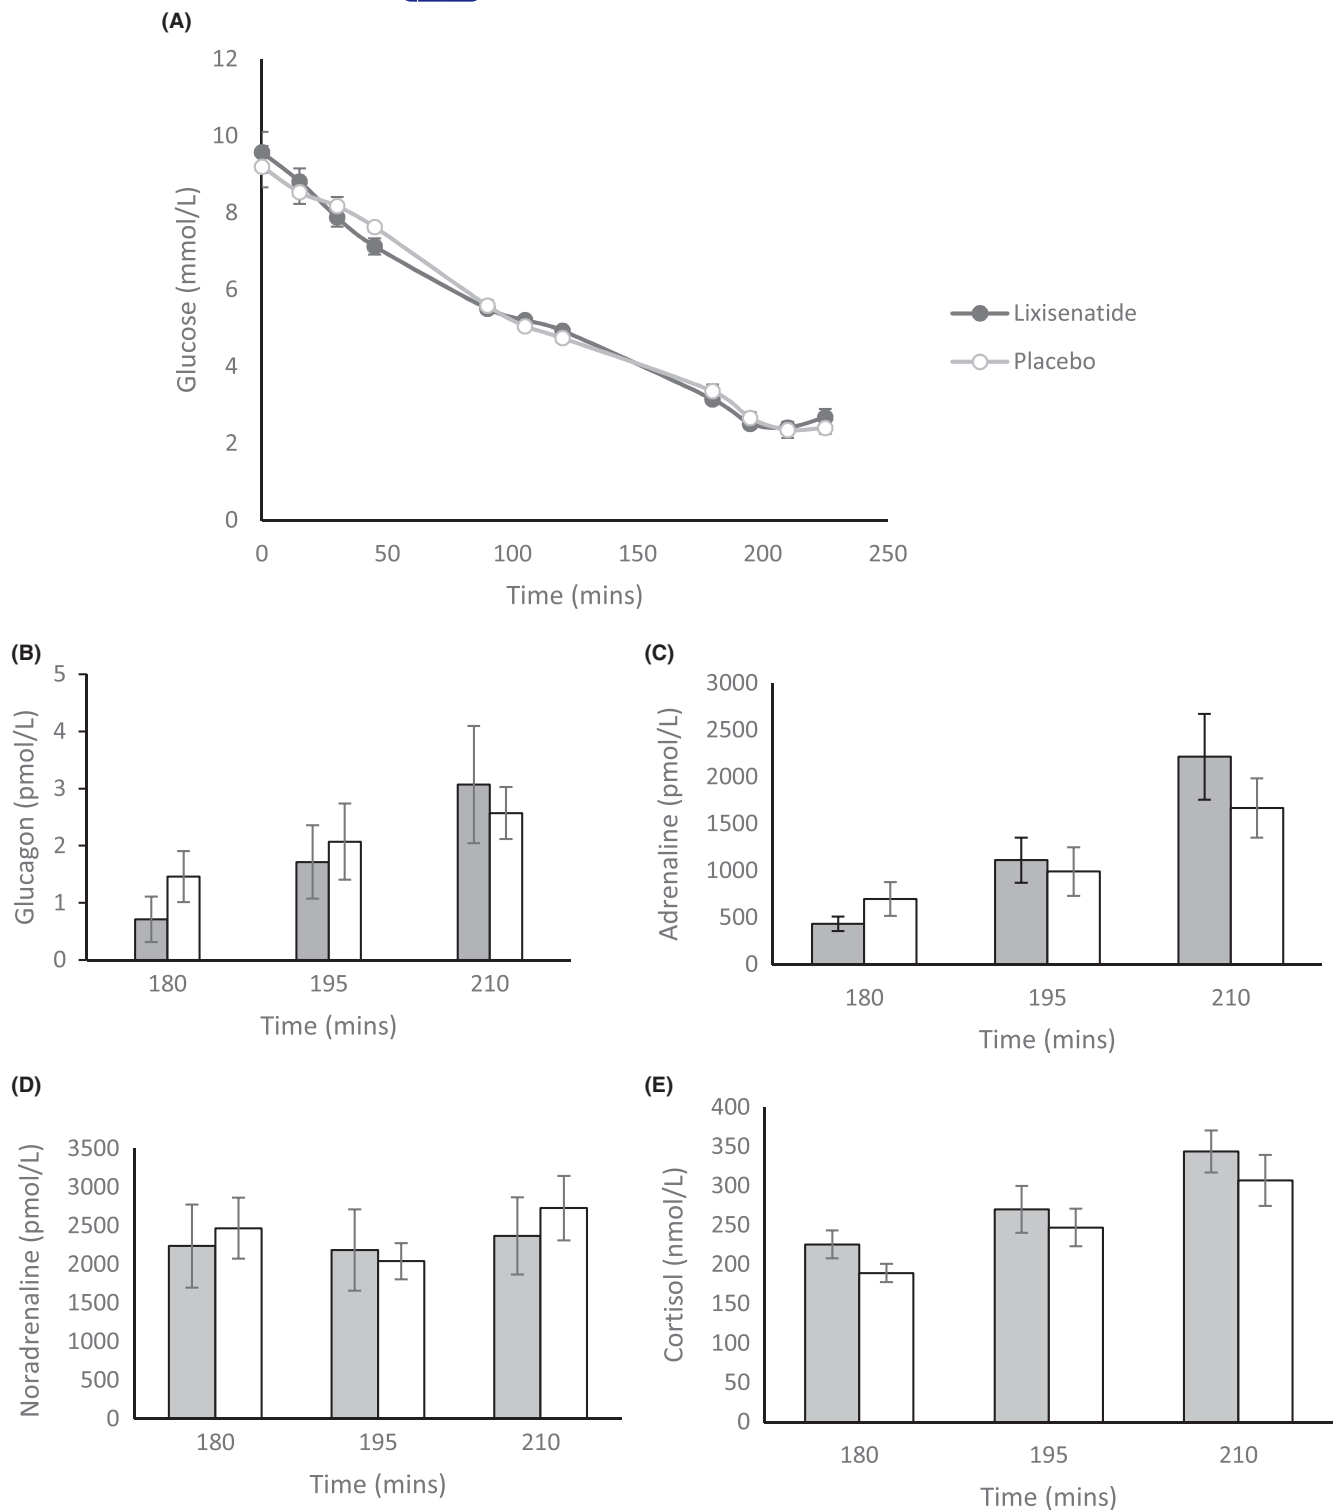 (A)
12
10
8
6
4
2
0
Glucose (mmol/L)
0 50 100 150 200 250
Time (mins)
Lixisenatide
Placebo
(B)
5
4
3
2
1
0
Glucagon (pmol/L)
180 195 210
Time (mins)
(C)
3000
2500
2000
1500
1000
500
0
Adrenaline (pmol/L)
180 195 210
Time (mins)
(D)
3500
3000
2500
2000
1500
1000
500
0
Noradrenaline (pmol/L)
180 195 210
Time (mins)
(E)
400
350
300
250
200
150
100
50
0
Cortisol (nmol/L)
180 195 210
Time (mins)